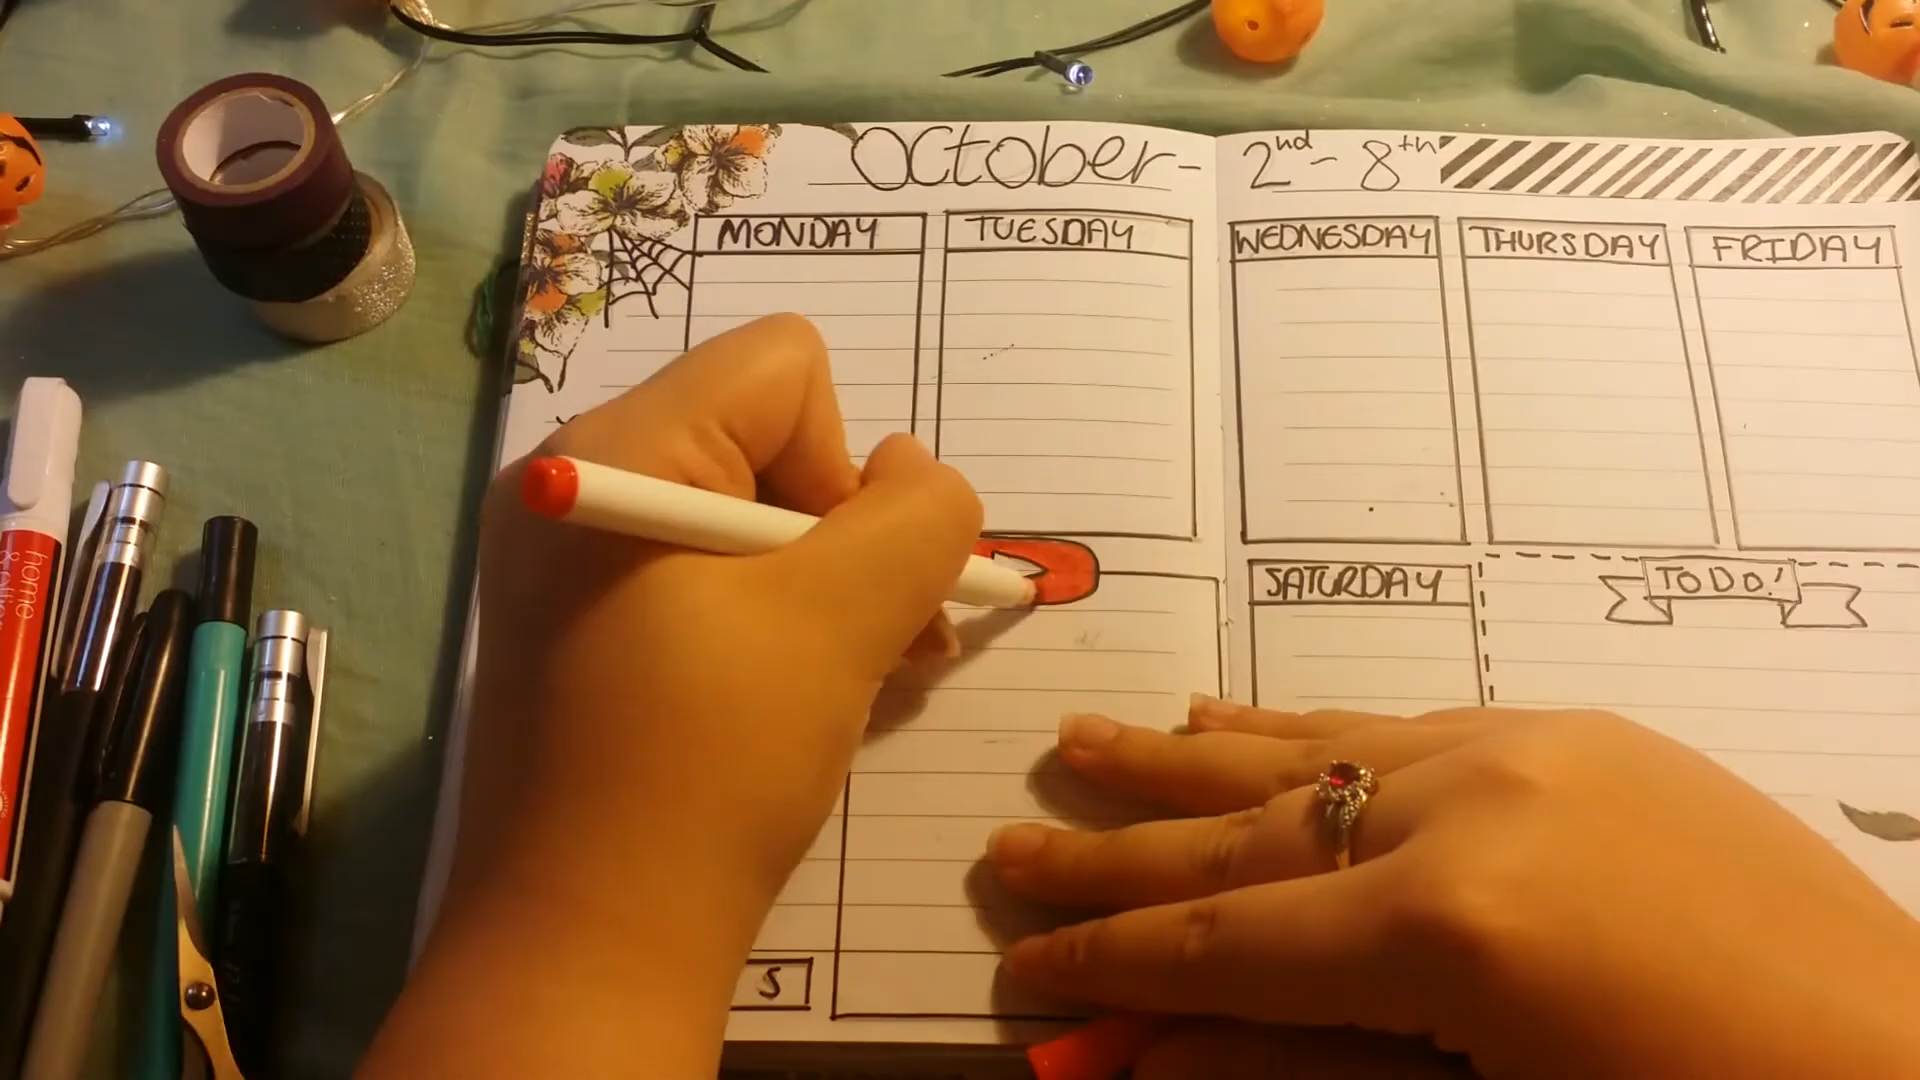 October - 2nd - 8th
MONDAY
TUESDAY
WEDNESDAY
THURSDAY
FRIDAY
SATURDAY
TO DO!
S
home